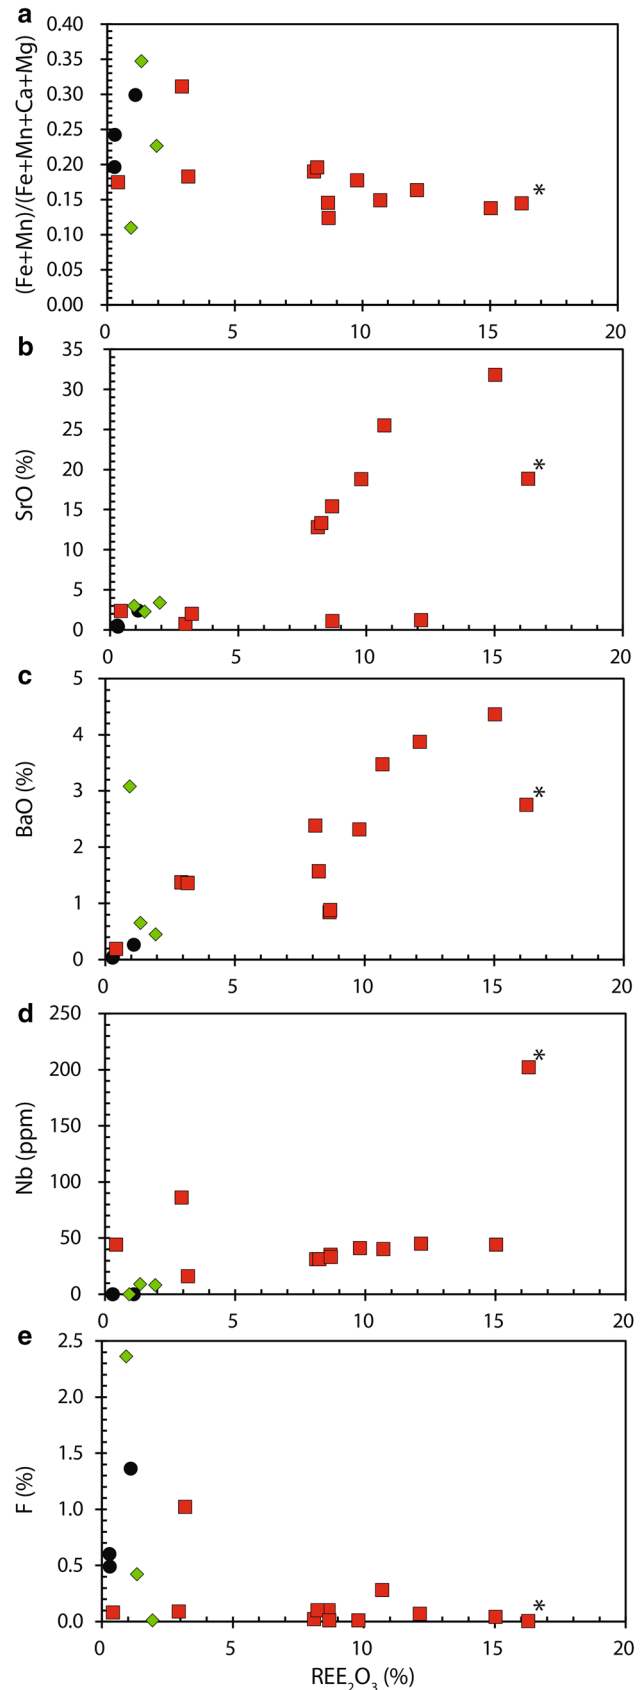 a
0.40
0.35
0.30
0.25
0.20
0.15
0.10
0.05
0.00
(Fe+Mn)/(Fe+Mn+Ca+Mg)
*
0 5 10 15 20
b
35
30
25
20
15
10
5
0
SrO (%)
*
0 5 10 15 20
c
5
4
3
2
1
0
BaO (%)
*
0 5 10 15 20
d
250
200
150
100
50
0
Nb (ppm)
*
0 5 10 15 20
e
2.5
2.0
1.5
1.0
0.5
0.0
F (%)
*
0 5 10 15 20
REE₂O₃ (%)